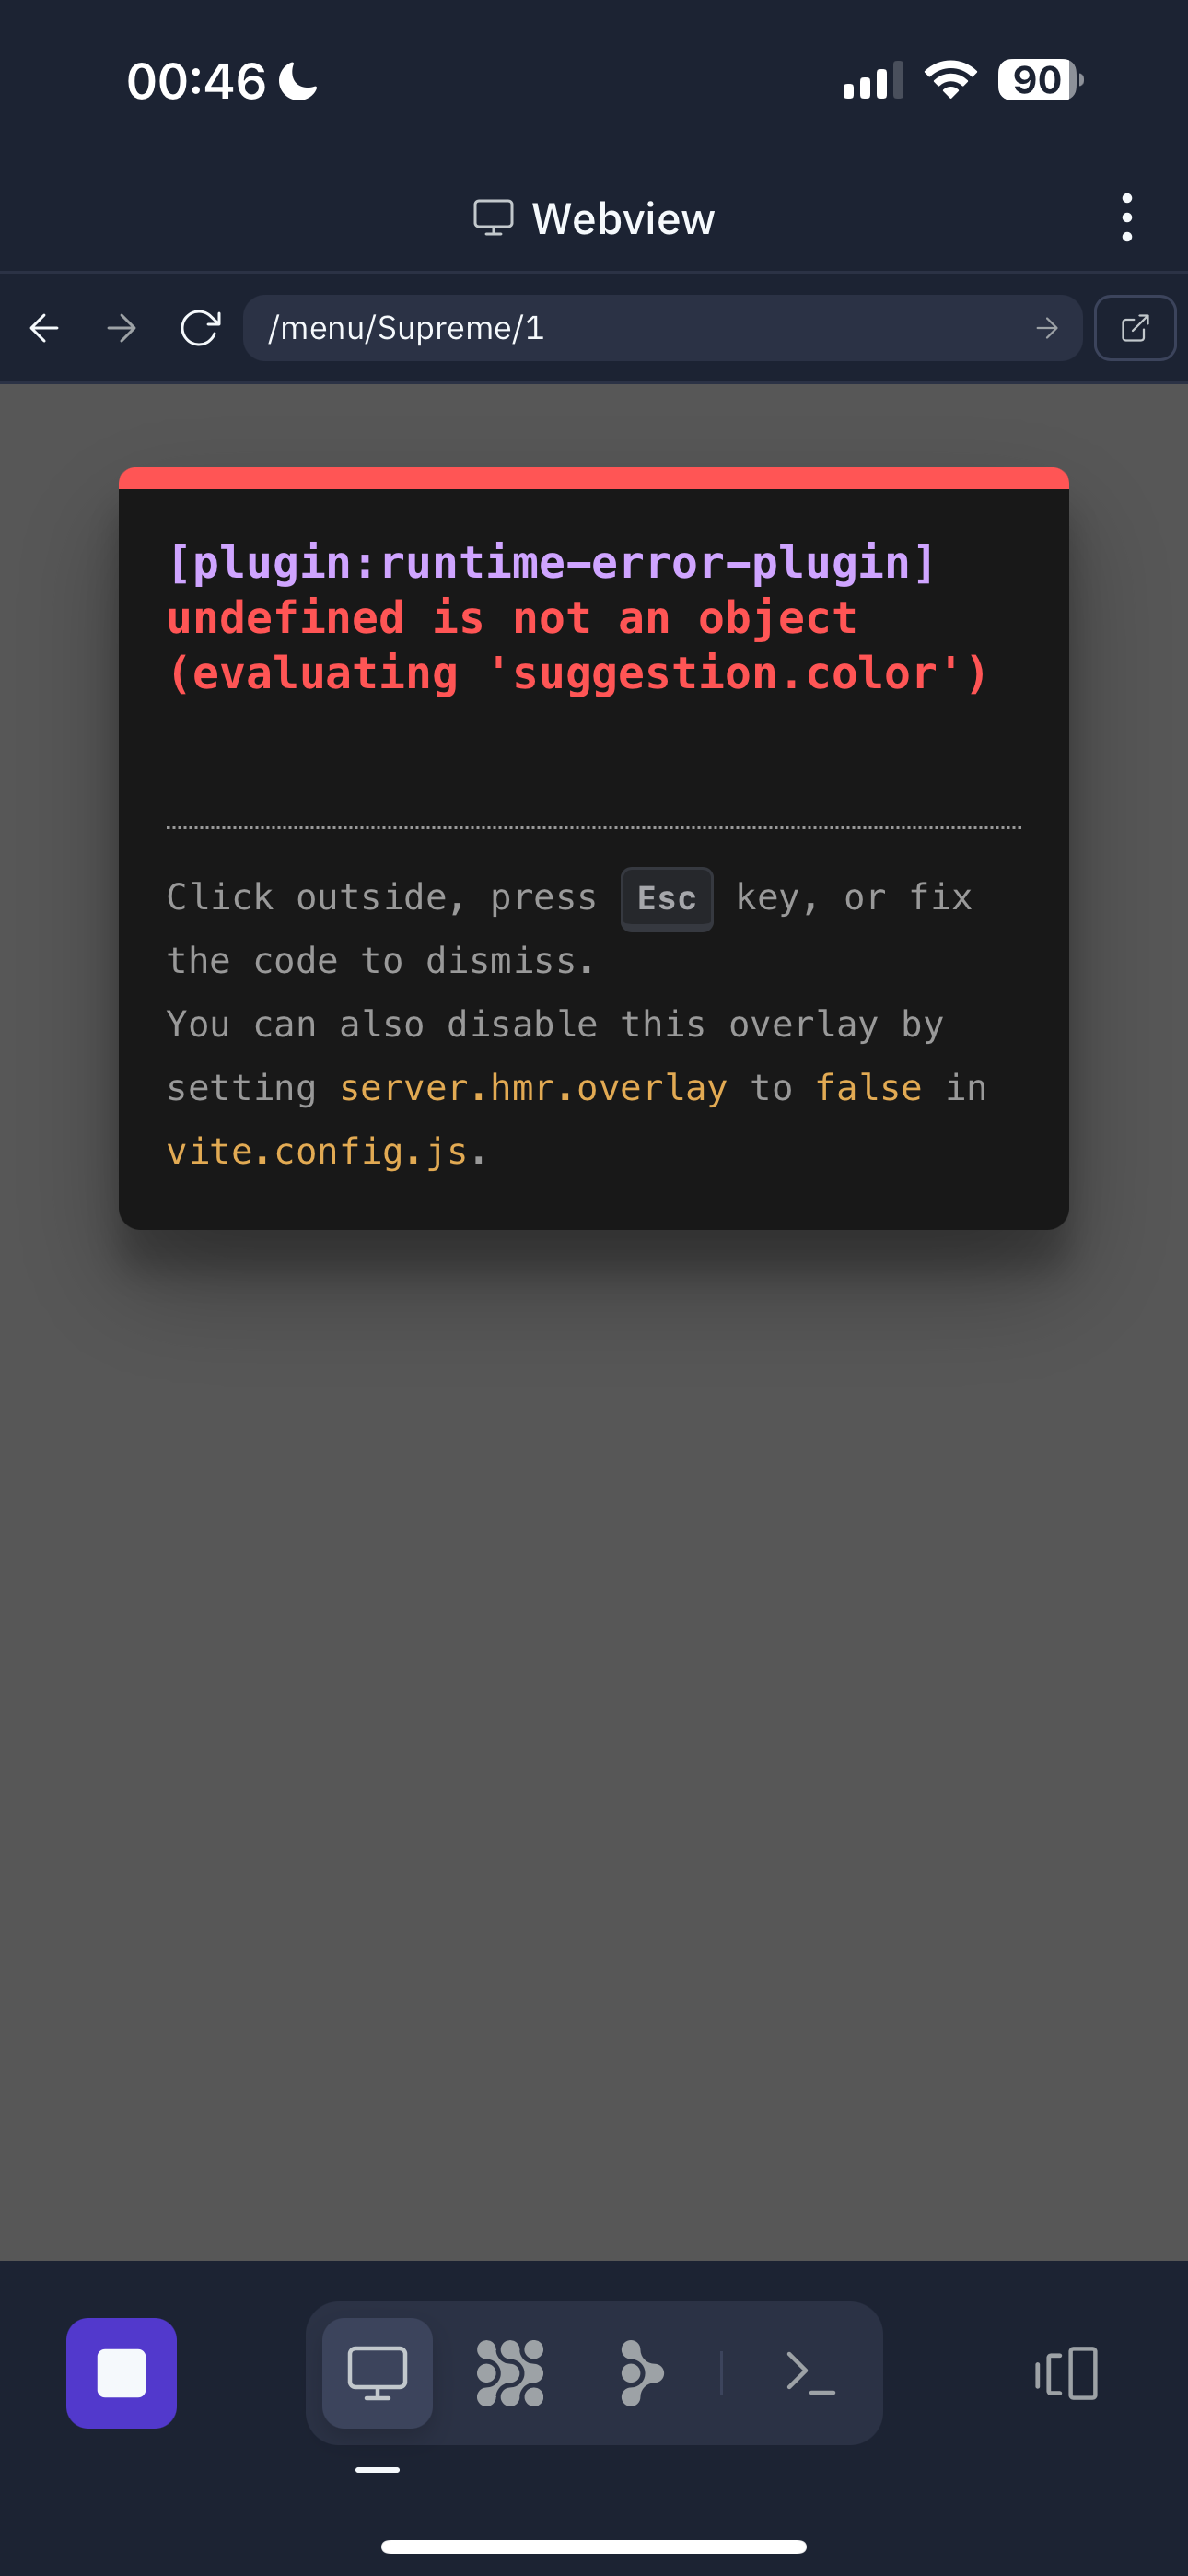 00:46
90
Webview
/menu/Supreme/1
[plugin:runtime-error-plugin]
undefined is not an object
(evaluating 'suggestion.color')
Click outside, press Esc key, or fix
the code to dismiss.
You can also disable this overlay by
setting server.hmr.overlay to false in
vite.config.js.